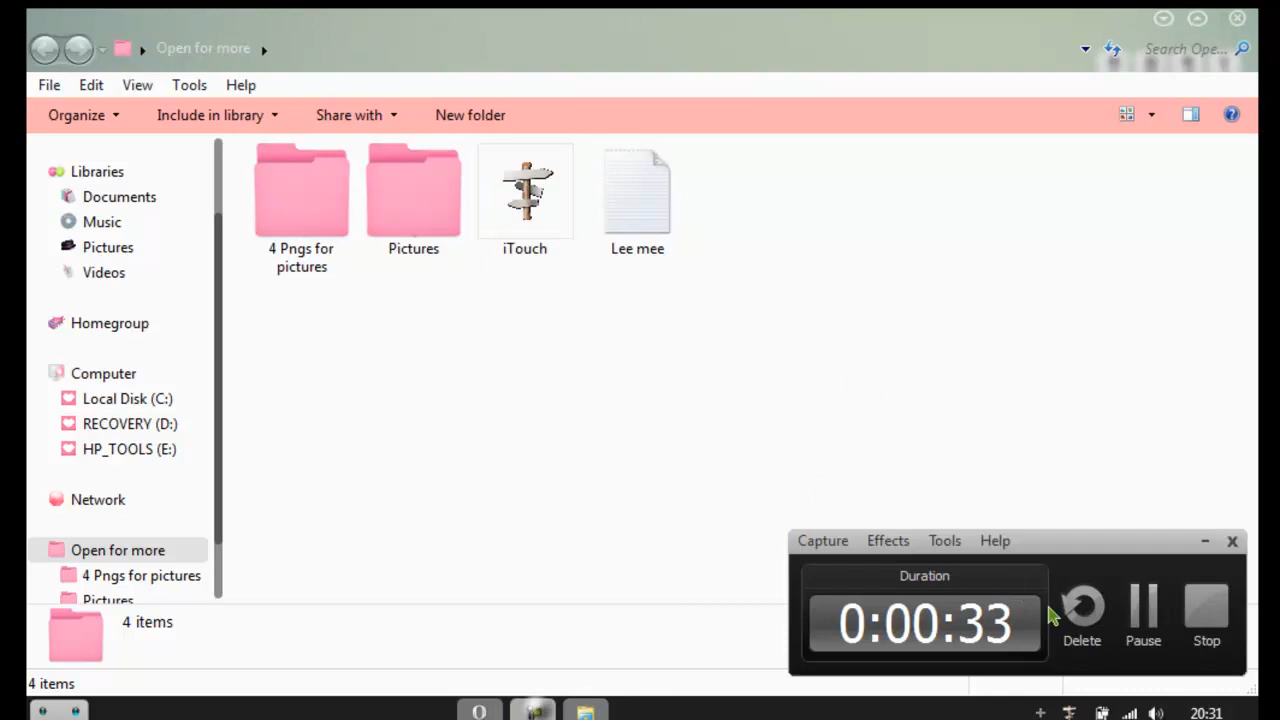 Open for more
Search Ope...
File Edit View Tools Help
Organize Include in library Share with New folder
Libraries
Documents
Music
Pictures
Videos
Homegroup
Computer
Local Disk (C:)
RECOVERY (D:)
HP_TOOLS (E:)
Network
Open for more
4 Pngs for pictures
Pictures
4 Pngs for
pictures
Pictures
iTouch
Lee mee
4 items
4 items
Capture Effects Tools Help
Duration
0:00:33
Delete Pause Stop
20:31